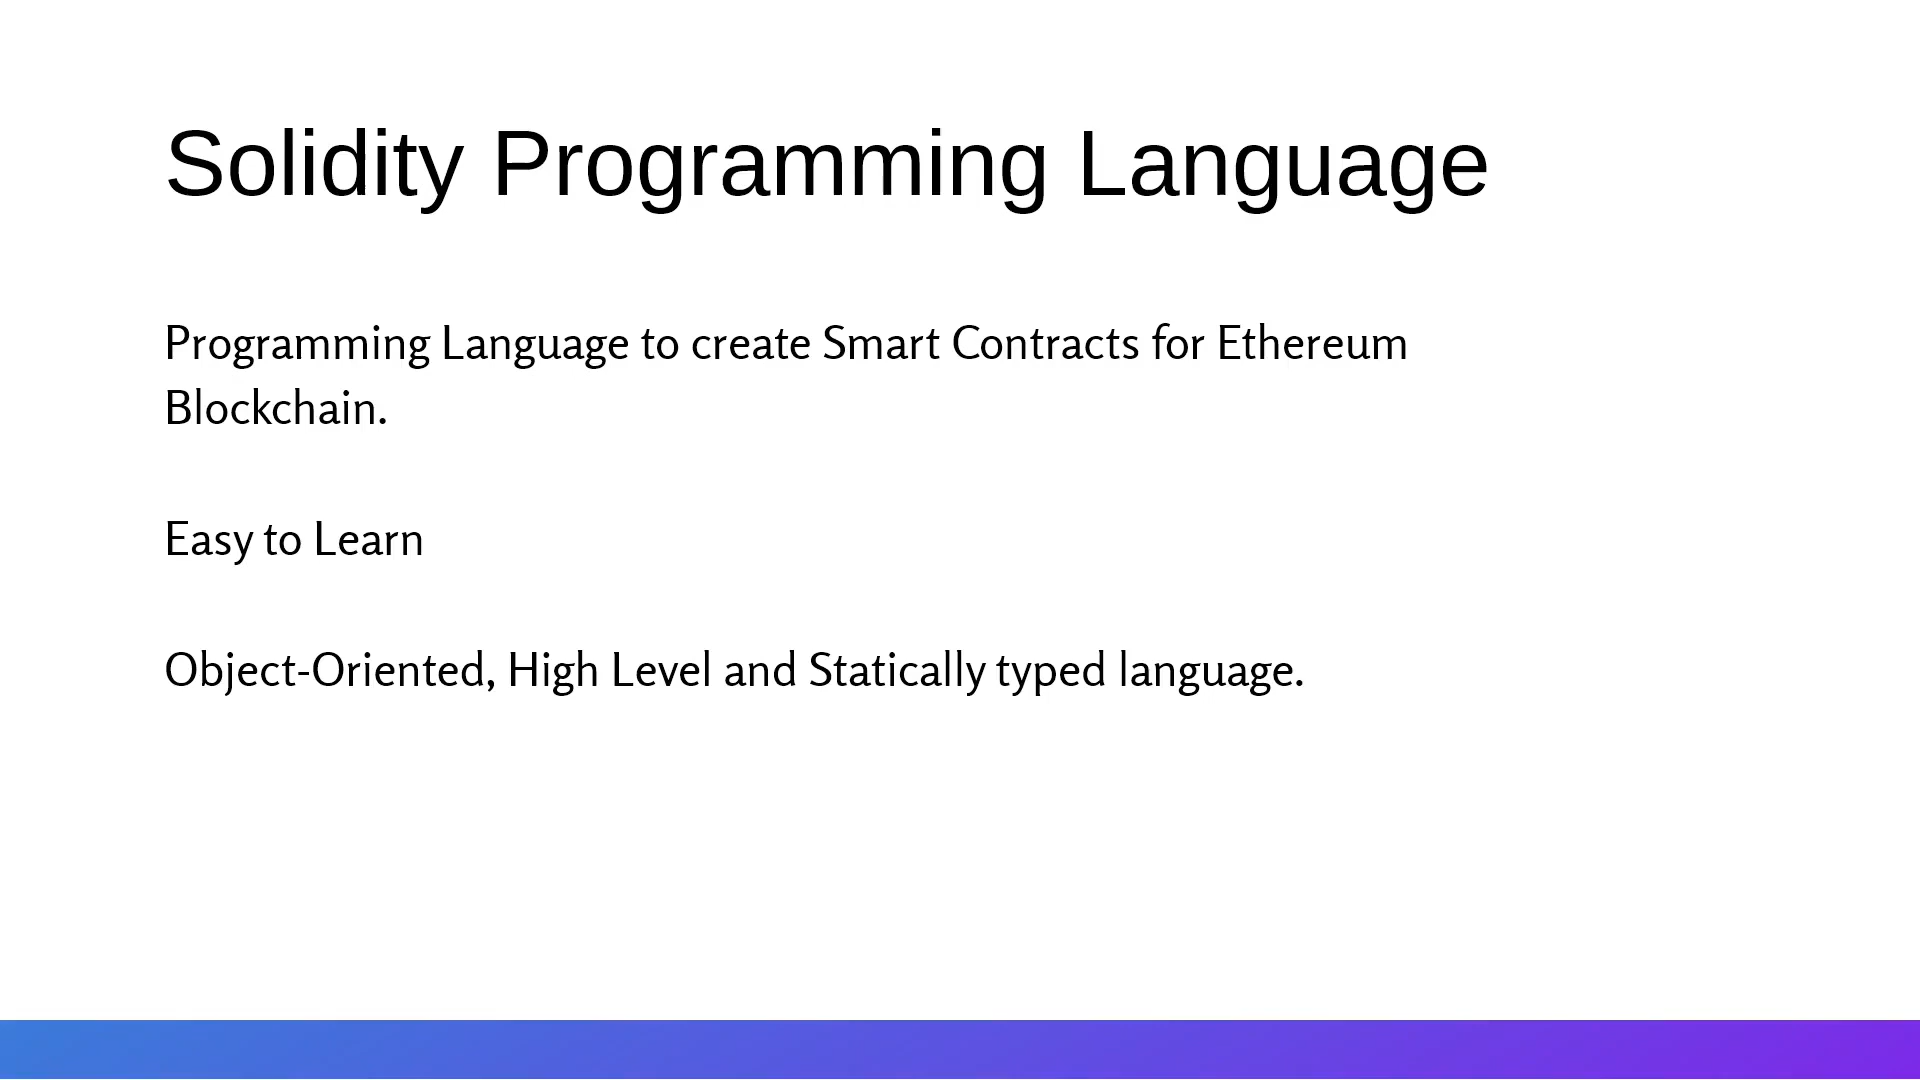 Solidity Programming Language
Programming Language to create Smart Contracts for Ethereum
Blockchain.
Easy to Learn
Object-Oriented, High Level and Statically typed language.